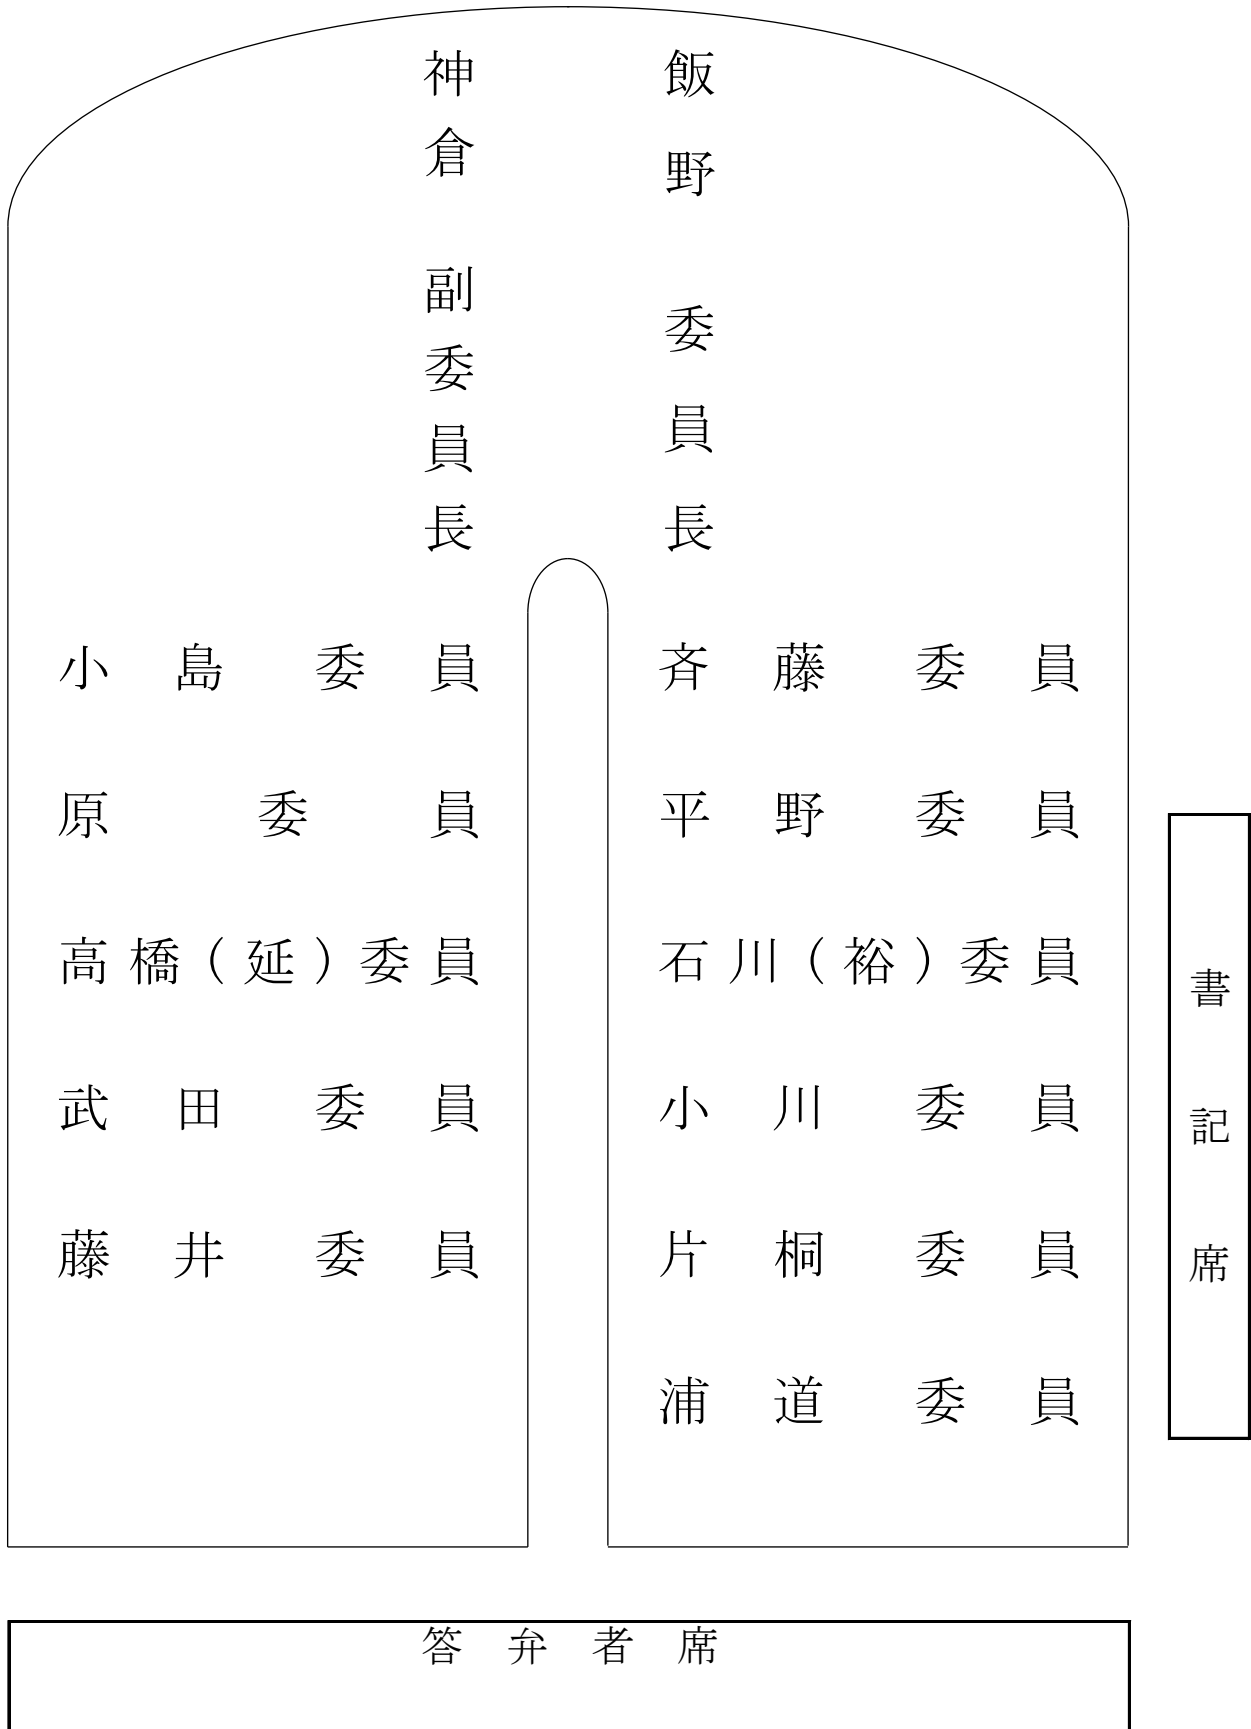 飯野 委員長
神倉 副委員長
小島委員
斉藤委員
原委員
平野委員
高橋(延)委員
石川(裕)委員
武田委員
小川委員
藤井委員
片桐委員
浦道委員
書記席
答弁者席